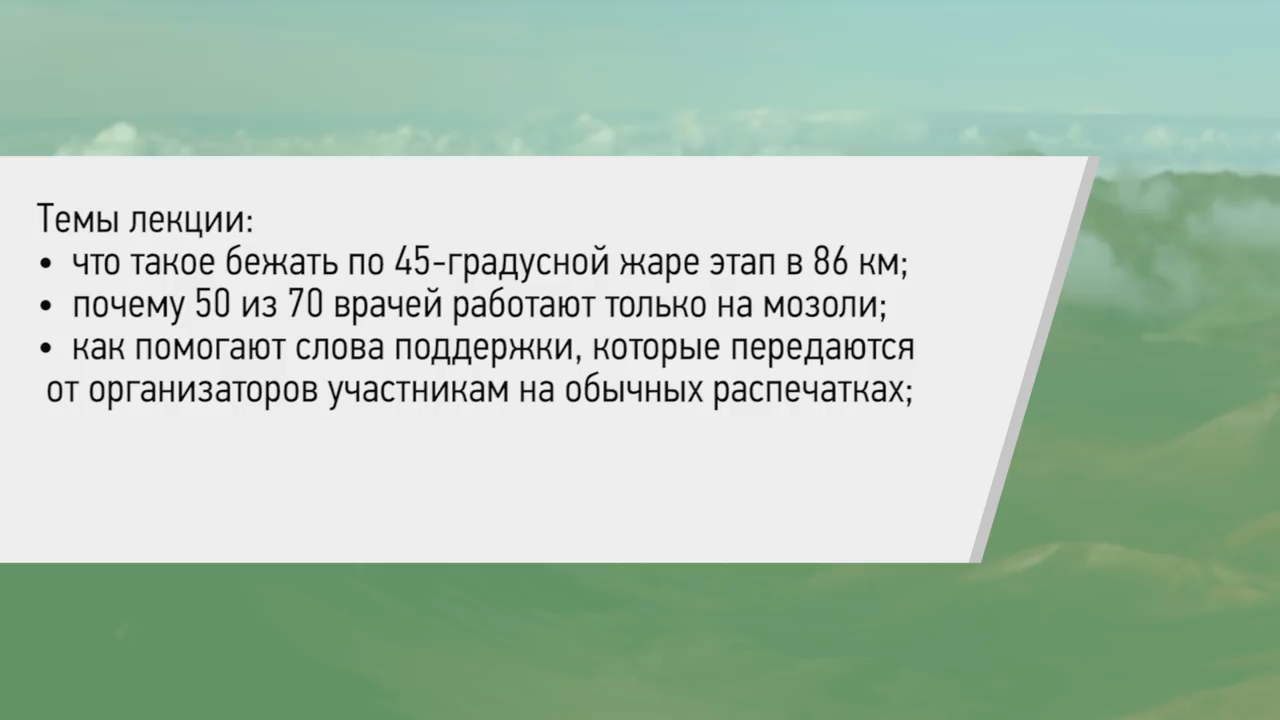 Темы лекции:
• что такое бежать по 45-градусной жаре этап в 86 км;
• почему 50 из 70 врачей работают только на мозоли;
• как помогают слова поддержки, которые передаются
от организаторов участникам на обычных распечатках;